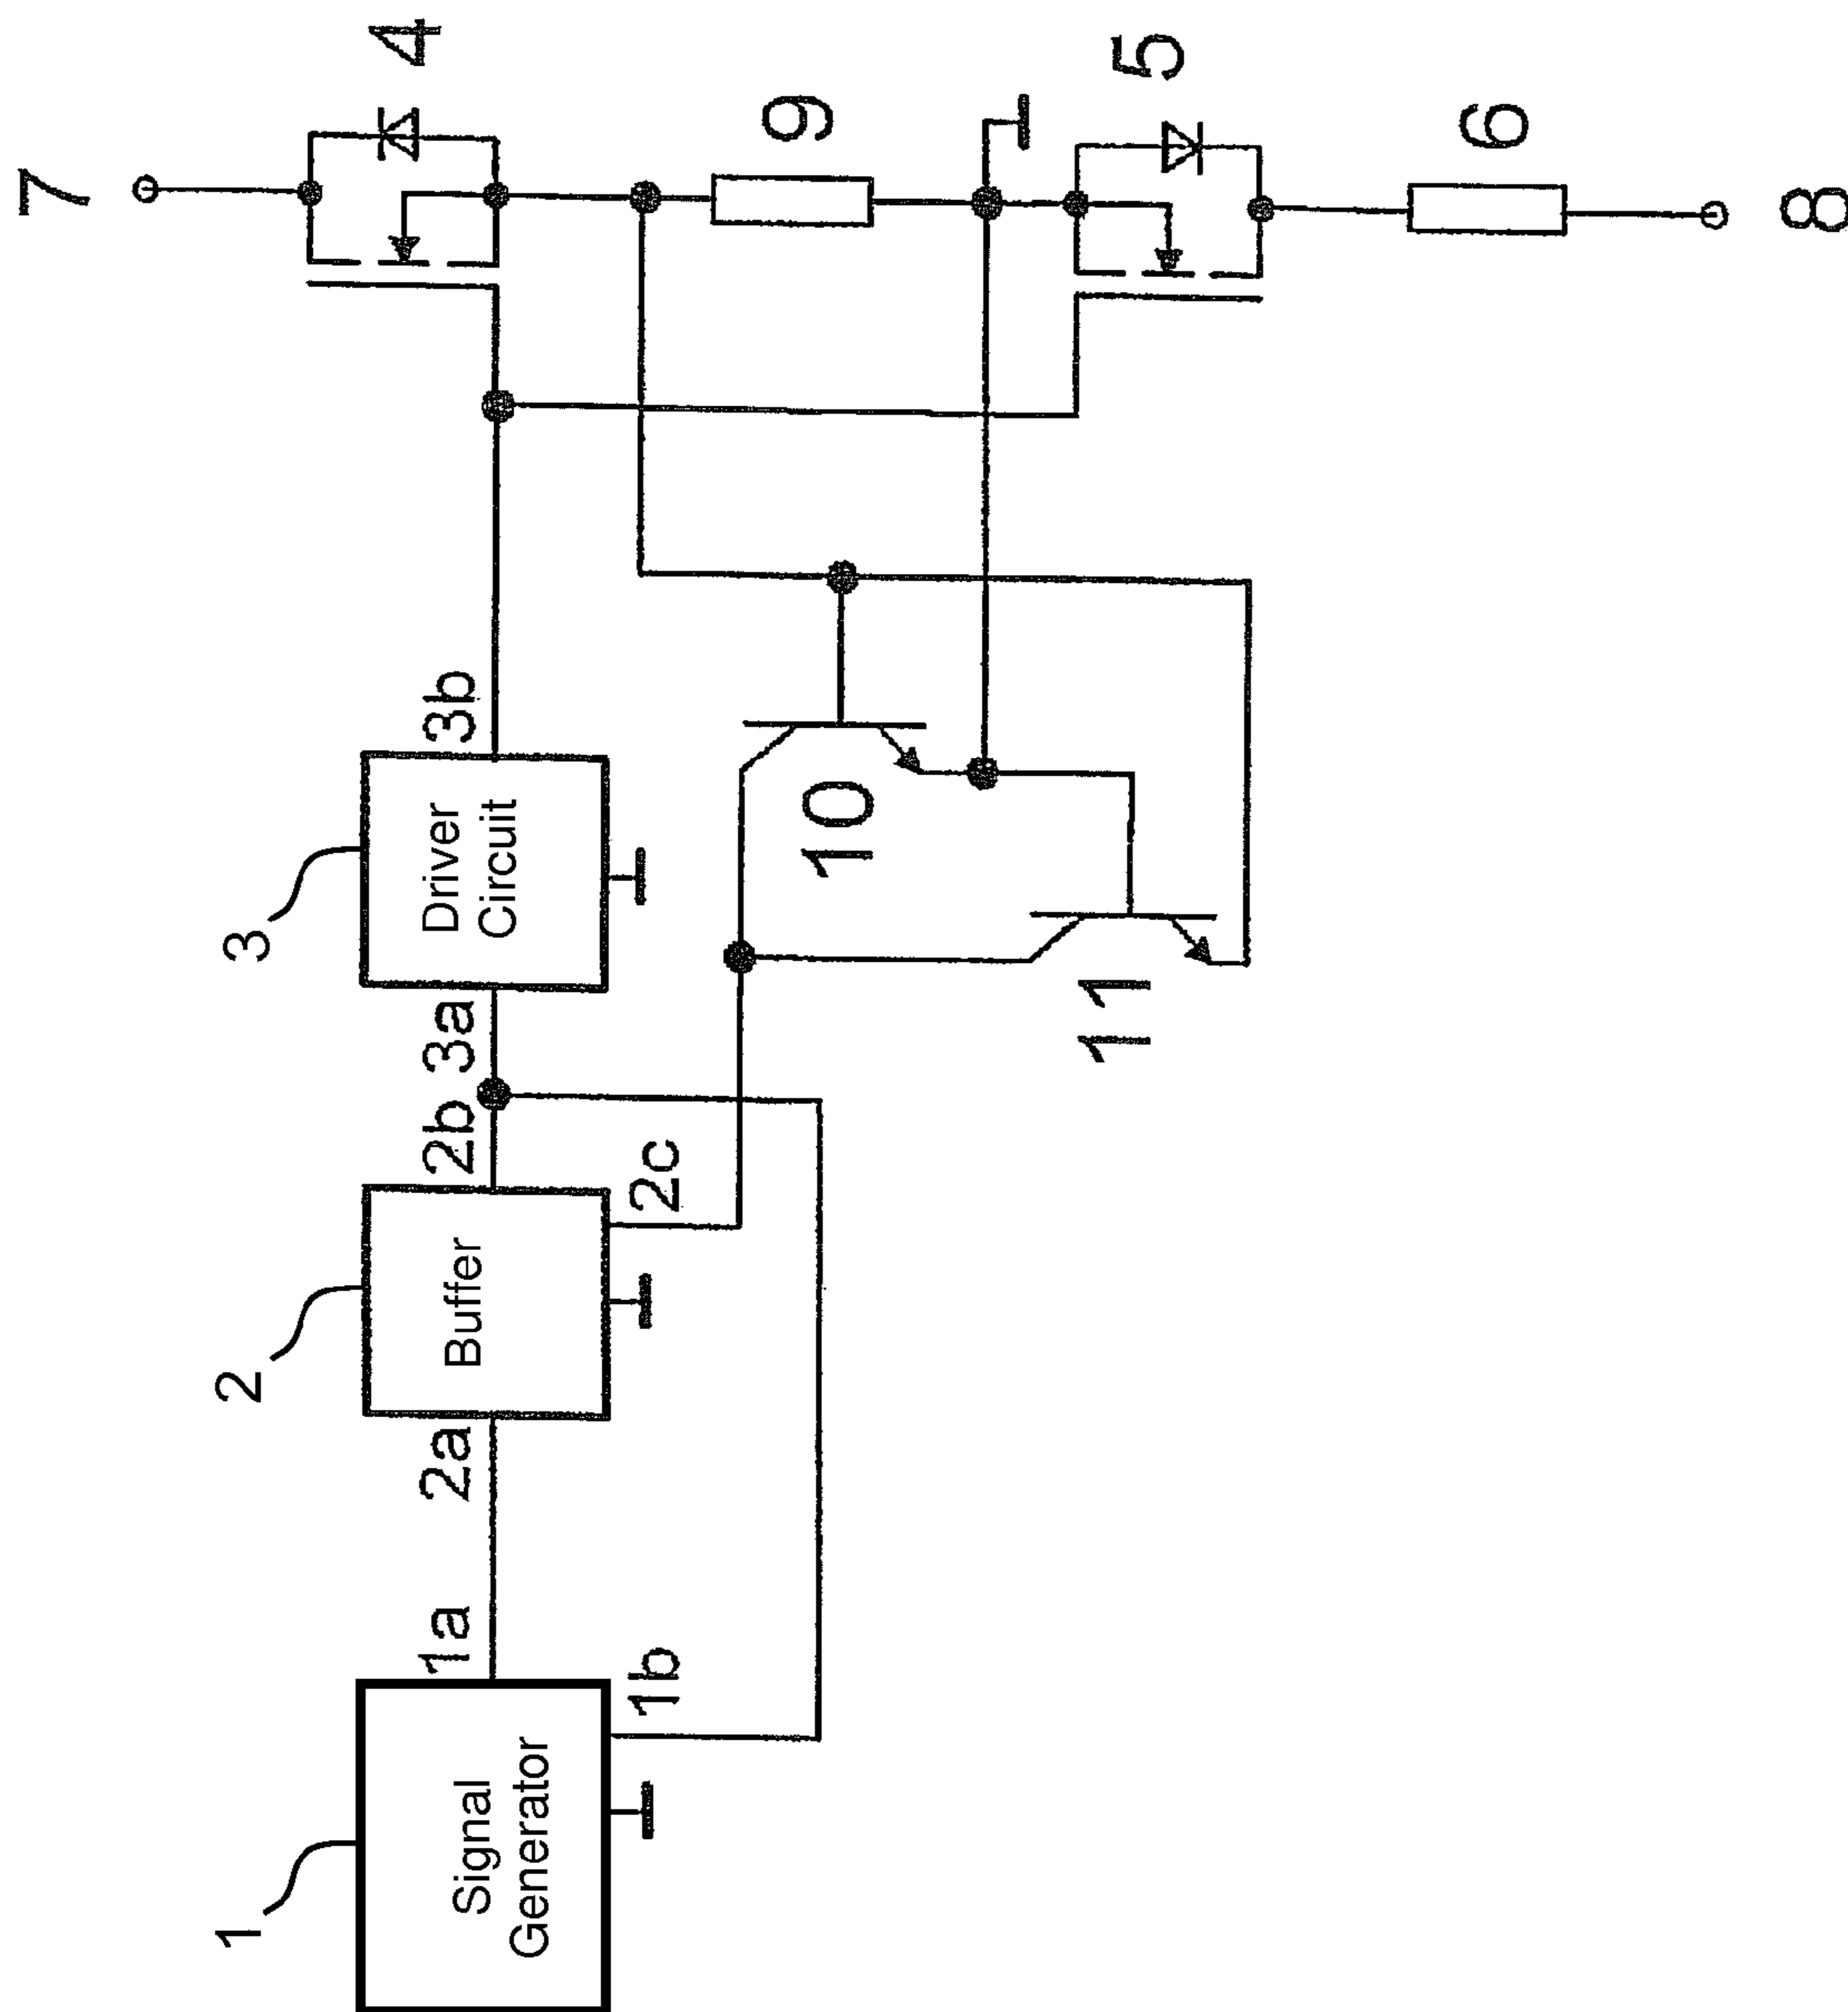 7
1
2
3
4
1a
2a
2b
3a
3b
Signal
Generator
Buffer
Driver
Circuit
1b
2c
9
10
11
5
6
8